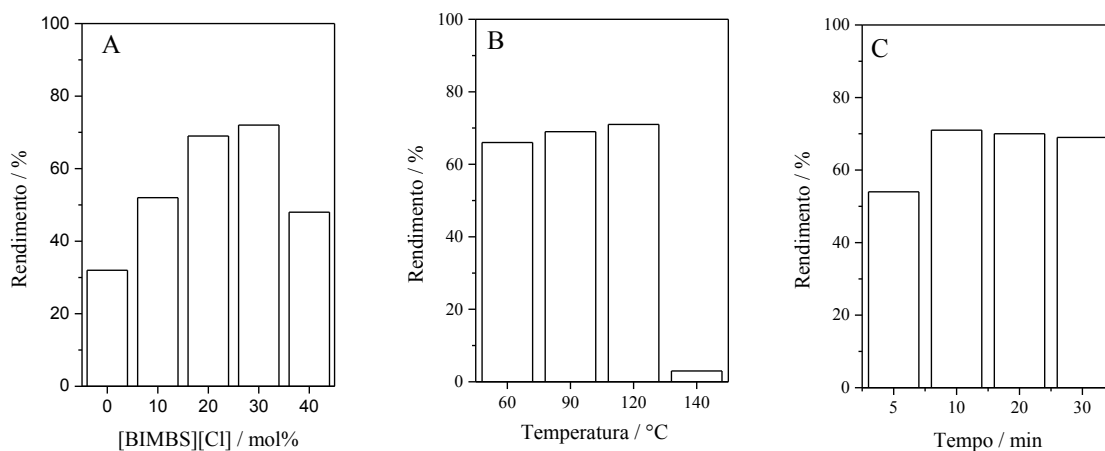 A
100
80
60
40
20
0
Rendimento / %
0 10 20 30 40
[BIMBS][Cl] / mol%
B
100
80
60
40
20
0
Rendimento / %
60 90 120 140
Temperatura / °C
C
100
80
60
40
20
0
Rendimento / %
5 10 20 30
Tempo / min